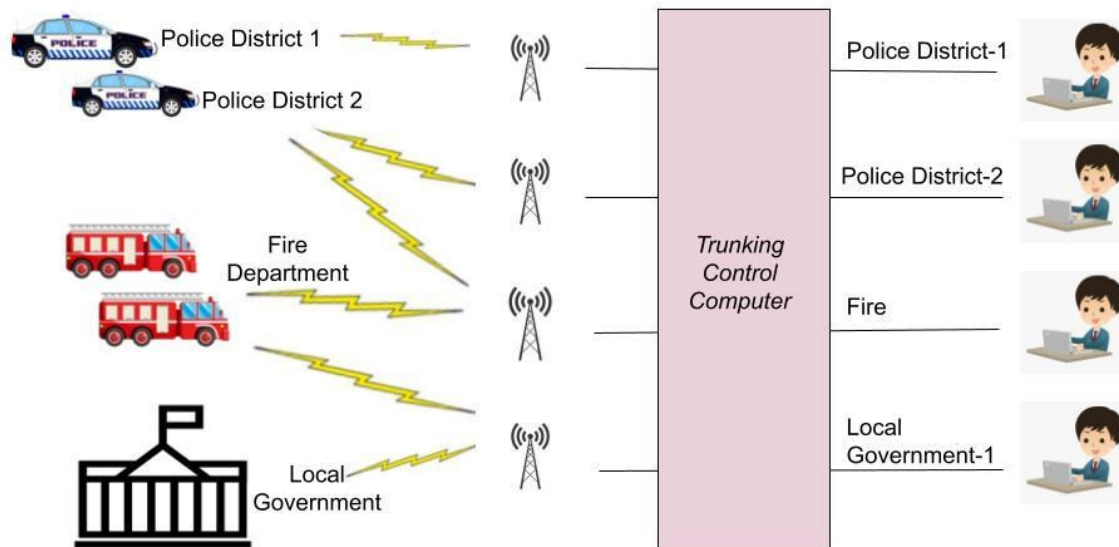 POLICE
Police District 1
POLICE
Police District 2
Fire
Department
Local
Government
Trunking
Control
Computer
Police District-1
Police District-2
Fire
Local
Government-1